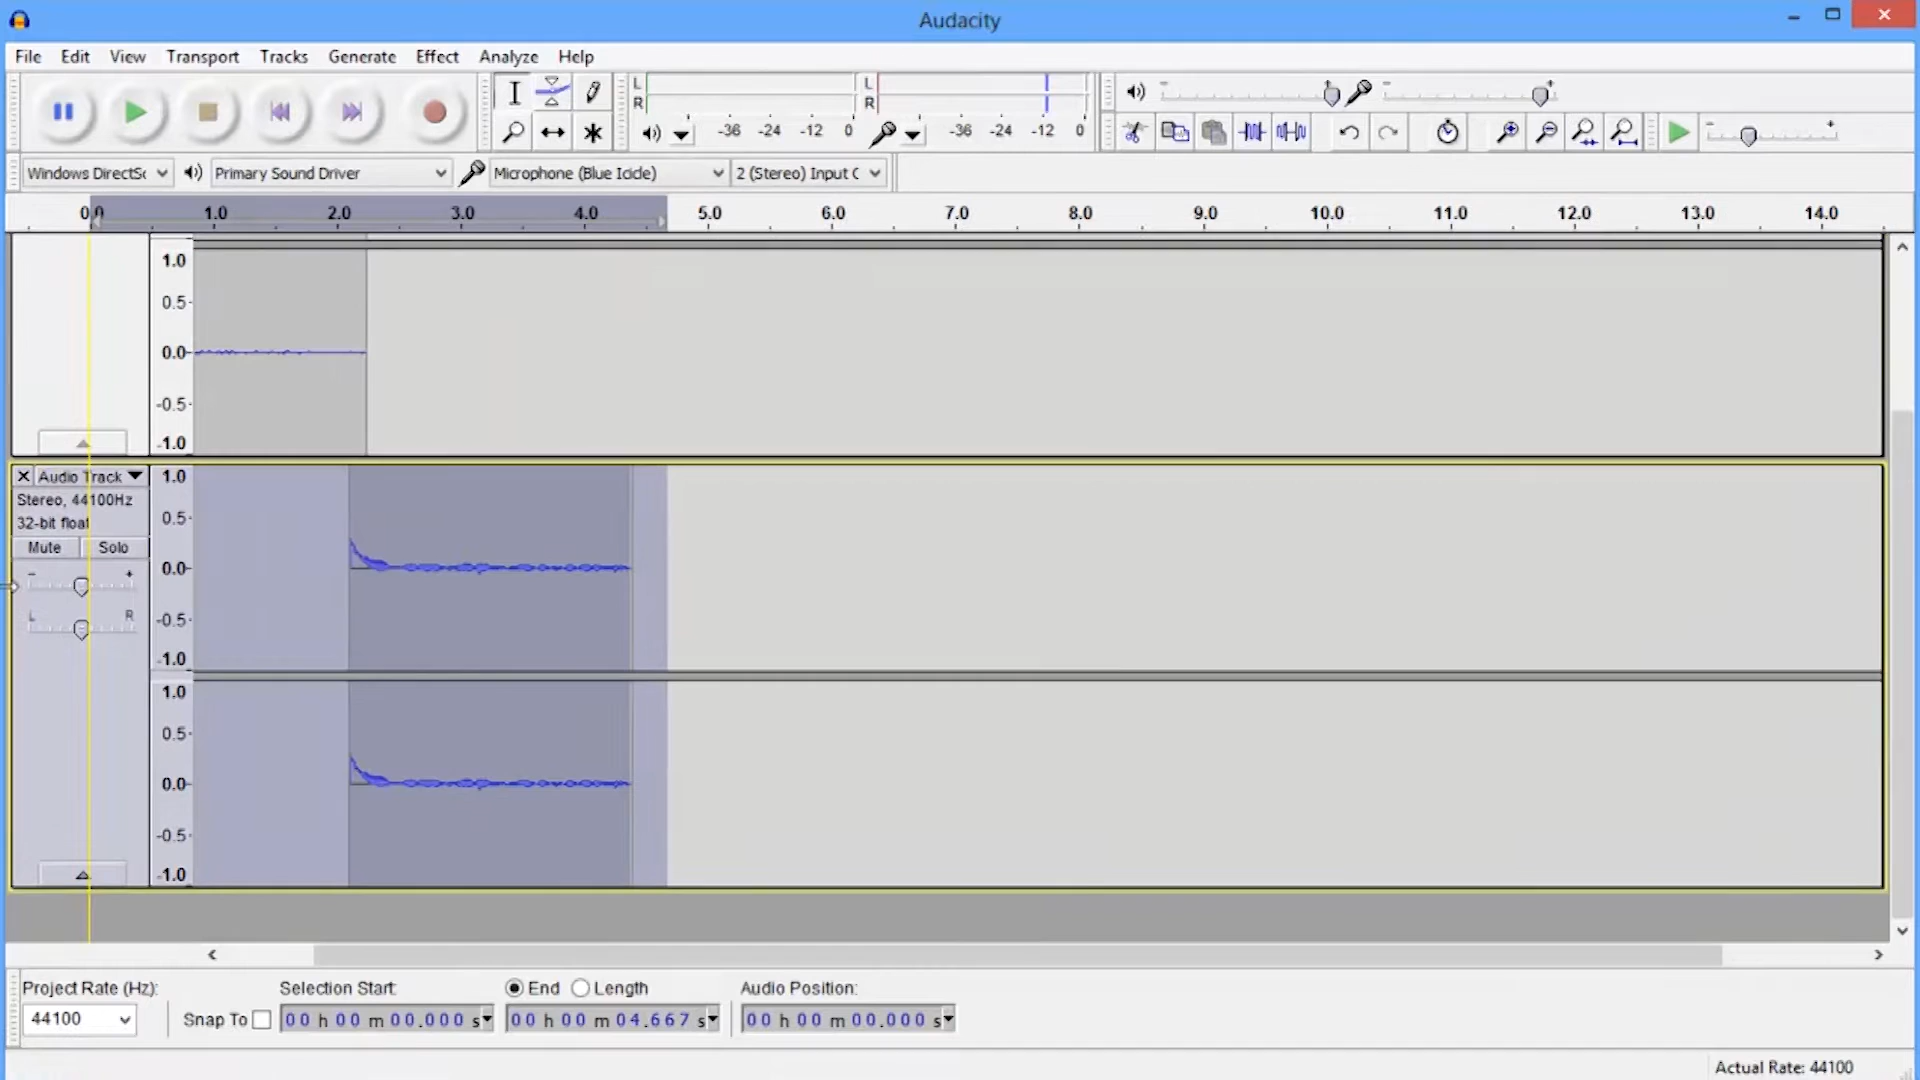 Audacity
File Edit View Transport Tracks Generate Effect Analyze Help
L L
R R
-36 -24 -12 0 -36 -24 -12 0
Windows DirectSc Primary Sound Driver Microphone (Blue Icicle) 2 (Stereo) Input C
0.0 1.0 2.0 3.0 4.0 5.0 6.0 7.0 8.0 9.0 10.0 11.0 12.0 13.0 14.0
1.0
0.5
0.0
-0.5
-1.0
Audio Track 1.0
Stereo, 44100Hz
0.5
32-bit float
Mute Solo
0.0
- +
L R
-0.5
-1.0
1.0
0.5
0.0
-0.5
-1.0
Project Rate (Hz): Selection Start: End Length Audio Position:
44100 Snap To 00 h 00 m 00.000 s 00 h 00 m 04.667 s 00 h 00 m 00.000 s
Actual Rate: 44100